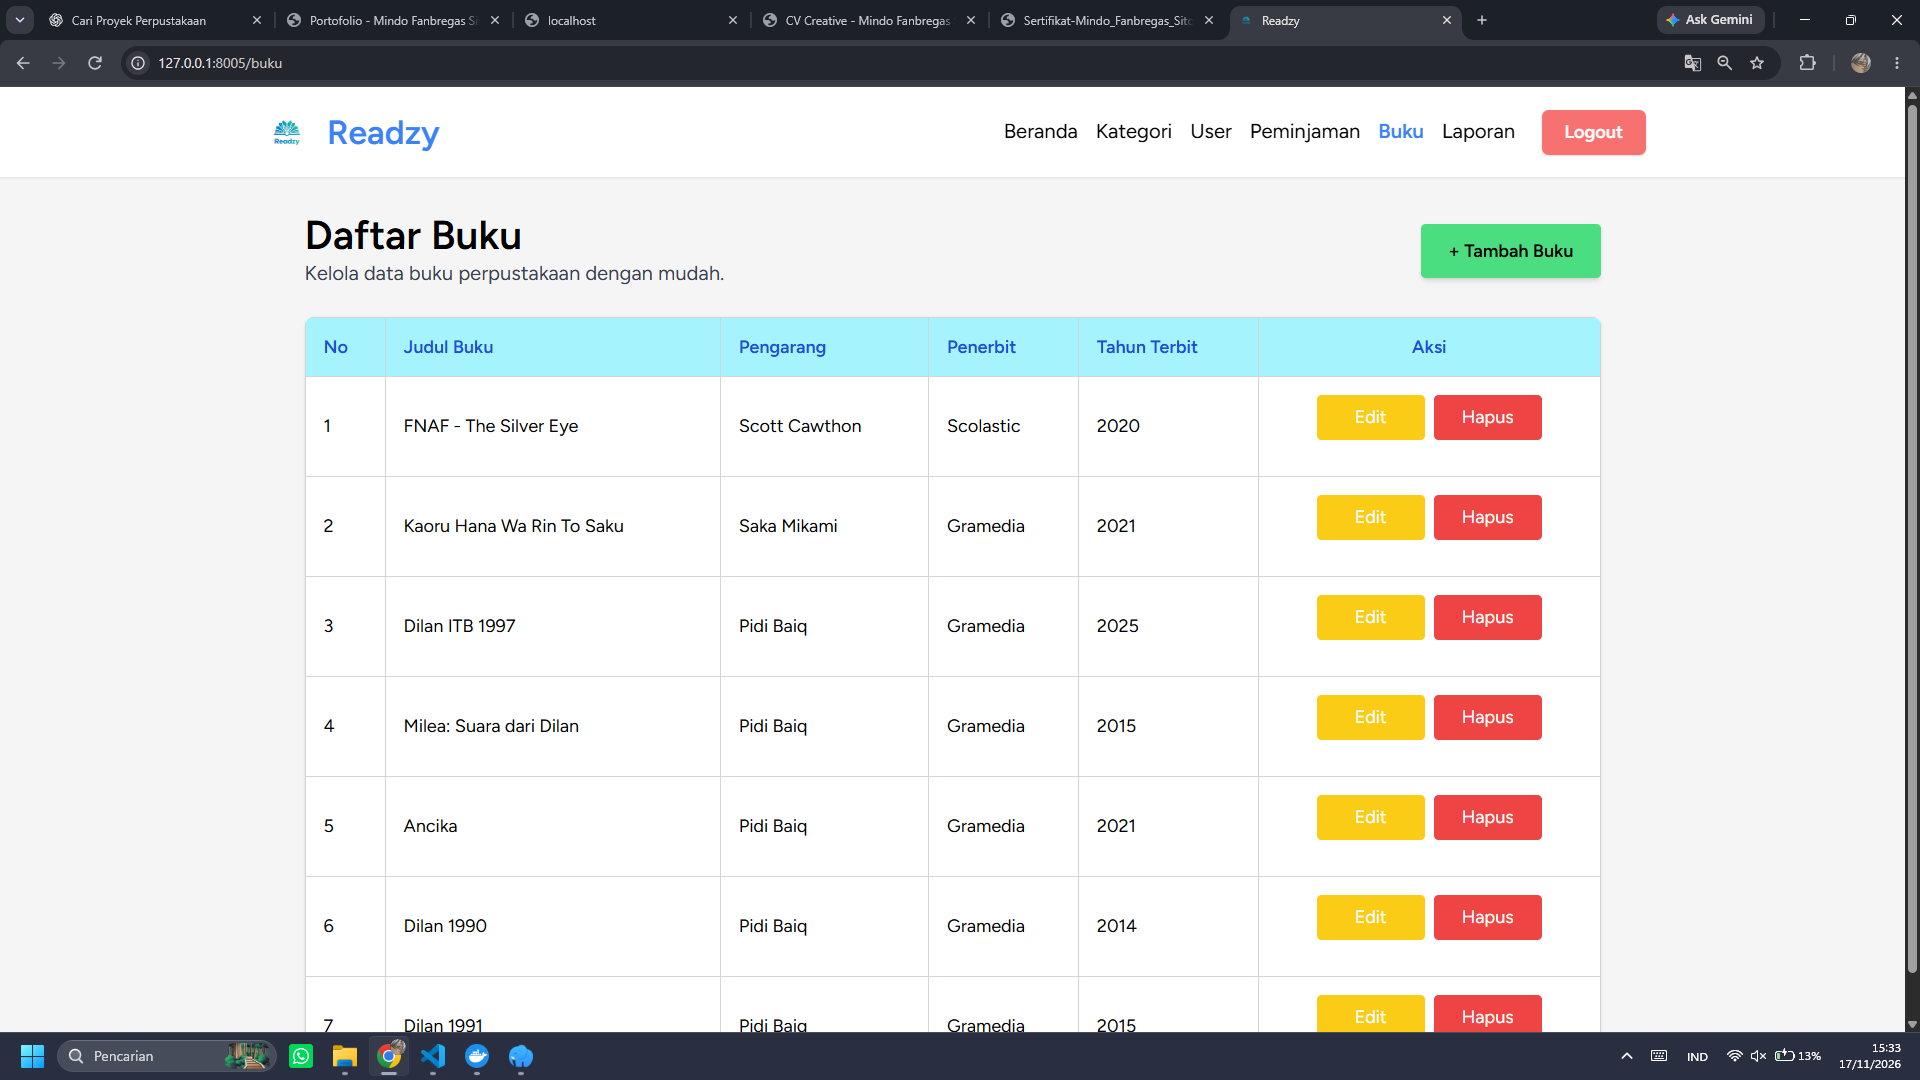 Cari Proyek Perpustakaan
Portofolio - Mindo Fanbregas Si
localhost
CV Creative - Mindo Fanbregas
Sertifikat-Mindo_Fanbregas_Sito
Readzy
Ask Gemini
127.0.0.1:8005/buku
Readzy
Readzy
Beranda
Kategori
User
Peminjaman
Buku
Laporan
Logout
Daftar Buku
Kelola data buku perpustakaan dengan mudah.
+ Tambah Buku
No Judul Buku Pengarang Penerbit Tahun Terbit Aksi
1 FNAF - The Silver Eye Scott Cawthon Scolastic 2020 Edit Hapus
2 Kaoru Hana Wa Rin To Saku Saka Mikami Gramedia 2021 Edit Hapus
3 Dilan ITB 1997 Pidi Baiq Gramedia 2025 Edit Hapus
4 Milea: Suara dari Dilan Pidi Baiq Gramedia 2015 Edit Hapus
5 Ancika Pidi Baiq Gramedia 2021 Edit Hapus
6 Dilan 1990 Pidi Baiq Gramedia 2014 Edit Hapus
7 Dilan 1991 Pidi Baiq Gramedia 2015 Edit Hapus
Pencarian
IND
13%
15:33
17/11/2026